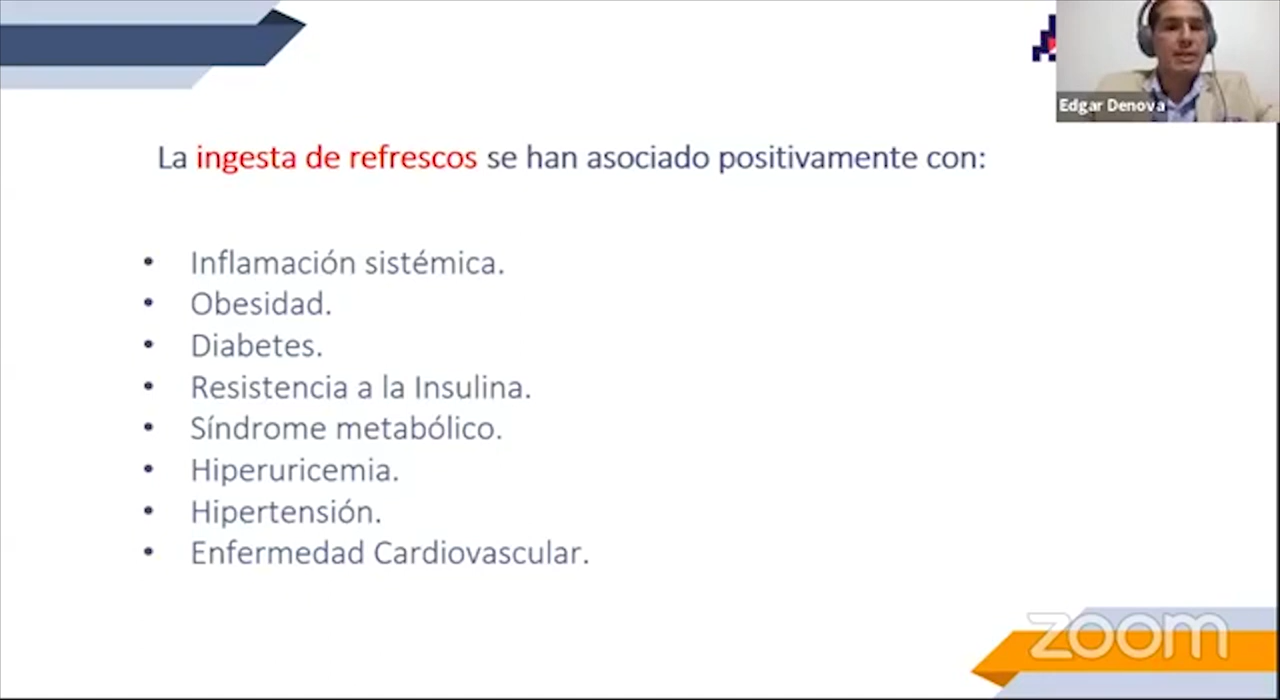 Edgar Denova
La ingesta de refrescos se han asociado positivamente con:
• Inflamación sistémica.
• Obesidad.
• Diabetes.
• Resistencia a la Insulina.
• Síndrome metabólico.
• Hiperuricemia.
• Hipertensión.
• Enfermedad Cardiovascular.
zoom